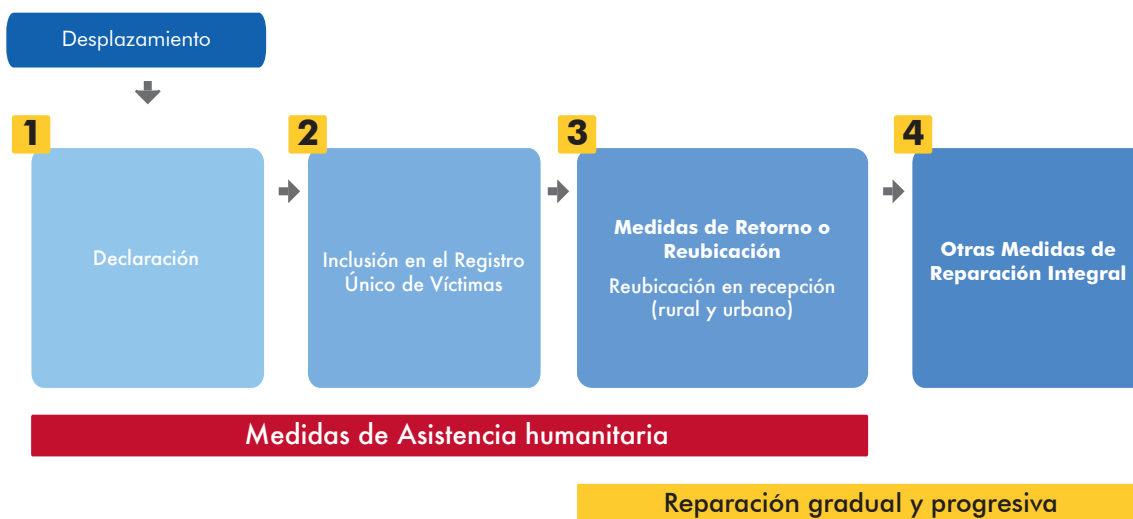 Desplazamiento
1
Declaración
2
Inclusión en el Registro
Único de Víctimas
3
Medidas de Retorno o
Reubicación
Reubicación en recepción
(rural y urbano)
4
Otras Medidas de
Reparación Integral
Medidas de Asistencia humanitaria
Reparación gradual y progresiva